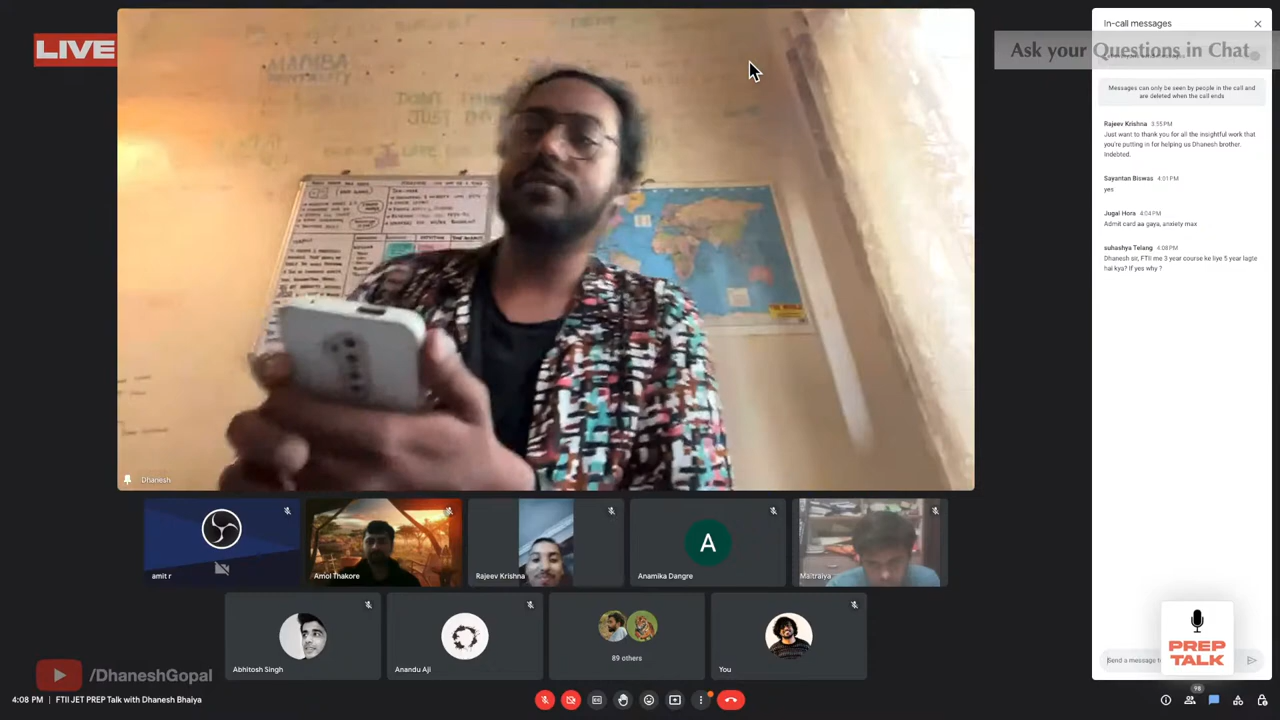 LIVE
In-call messages
Ask your Questions in Chat
Messages can only be seen by people in the call and
are deleted when the call ends
Rajeev Krishna 3:35 PM
Just want to thank you for all the insightful work that
you're putting in for helping us Dhanesh brother.
Indebted.
Sayantan Biswas 4:01 PM
yes
Jugal Hora 4:04 PM
Admit card aa gaya, anxiety max
suhashya Telang 4:08 PM
Dhanesh sir, FTII me 3 year course ke liye 5 year lagte
hai kya? If yes why ?
Dhanesh
amit r
Amol Thakore
Rajeev Krishna
A
Anamika Dangre
Maitraiya
Abhitosh Singh
Anandu Aji
89 others
You
/DhaneshGopal
Send a message
PREP
TALK
4:08 PM | FTII JET PREP Talk with Dhanesh Bhaiya
98